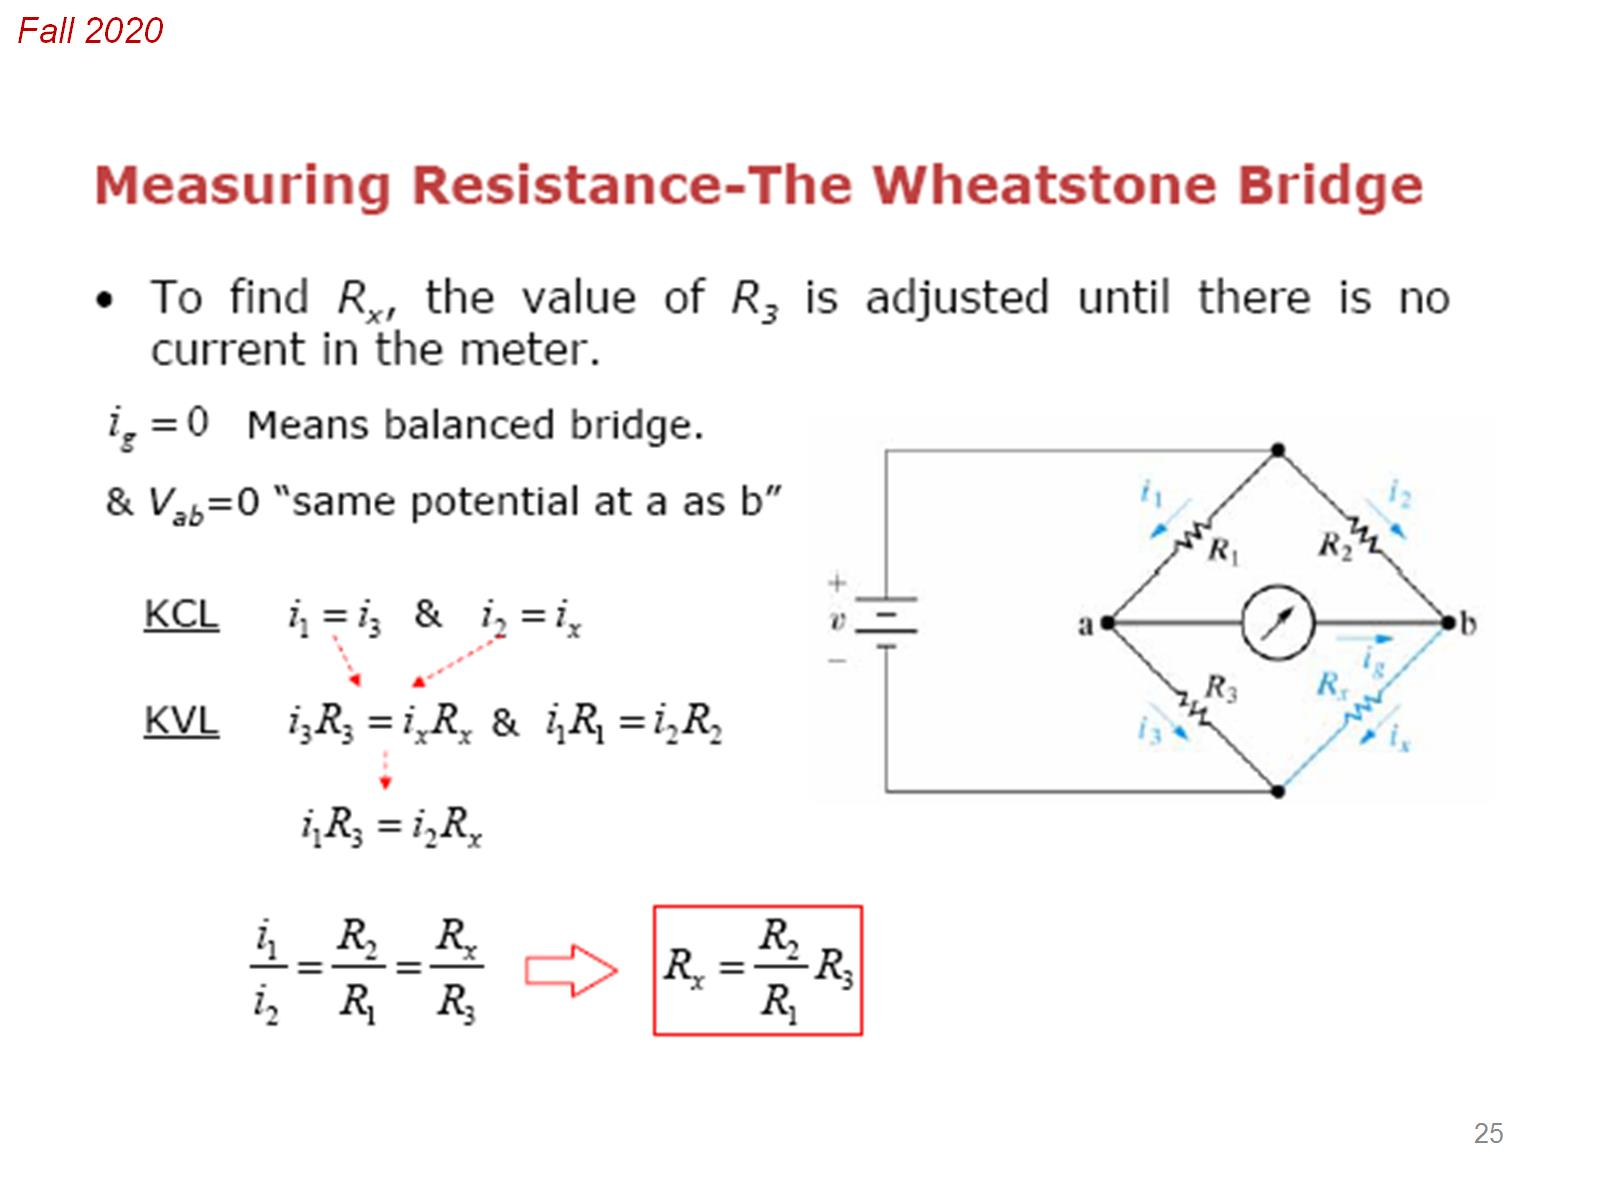 Fall 2020
Measuring Resistance-The Wheatstone Bridge
• To find Rₓ, the value of R₃ is adjusted until there is no
current in the meter.
i_g = 0 Means balanced bridge.
& V_ab=0 “same potential at a as b”
KCL i₁ = i₃ & i₂ = iₓ
KVL i₃R₃ = iₓRₓ & i₁R₁ = i₂R₂
i₁R₃ = i₂Rₓ
i₁/i₂ = R₂/R₁ = Rₓ/R₃
Rₓ = R₂/R₁ R₃
i₁ i₂
R₁ R₂
+
v
−
a b
i_g
R₃ Rₓ
i₃ iₓ
25